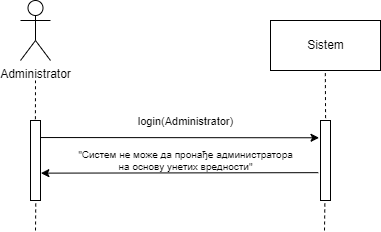 Sistem
Administrator
login(Administrator)
"Систем не може да пронађе администратора
на основу унетих вредности"